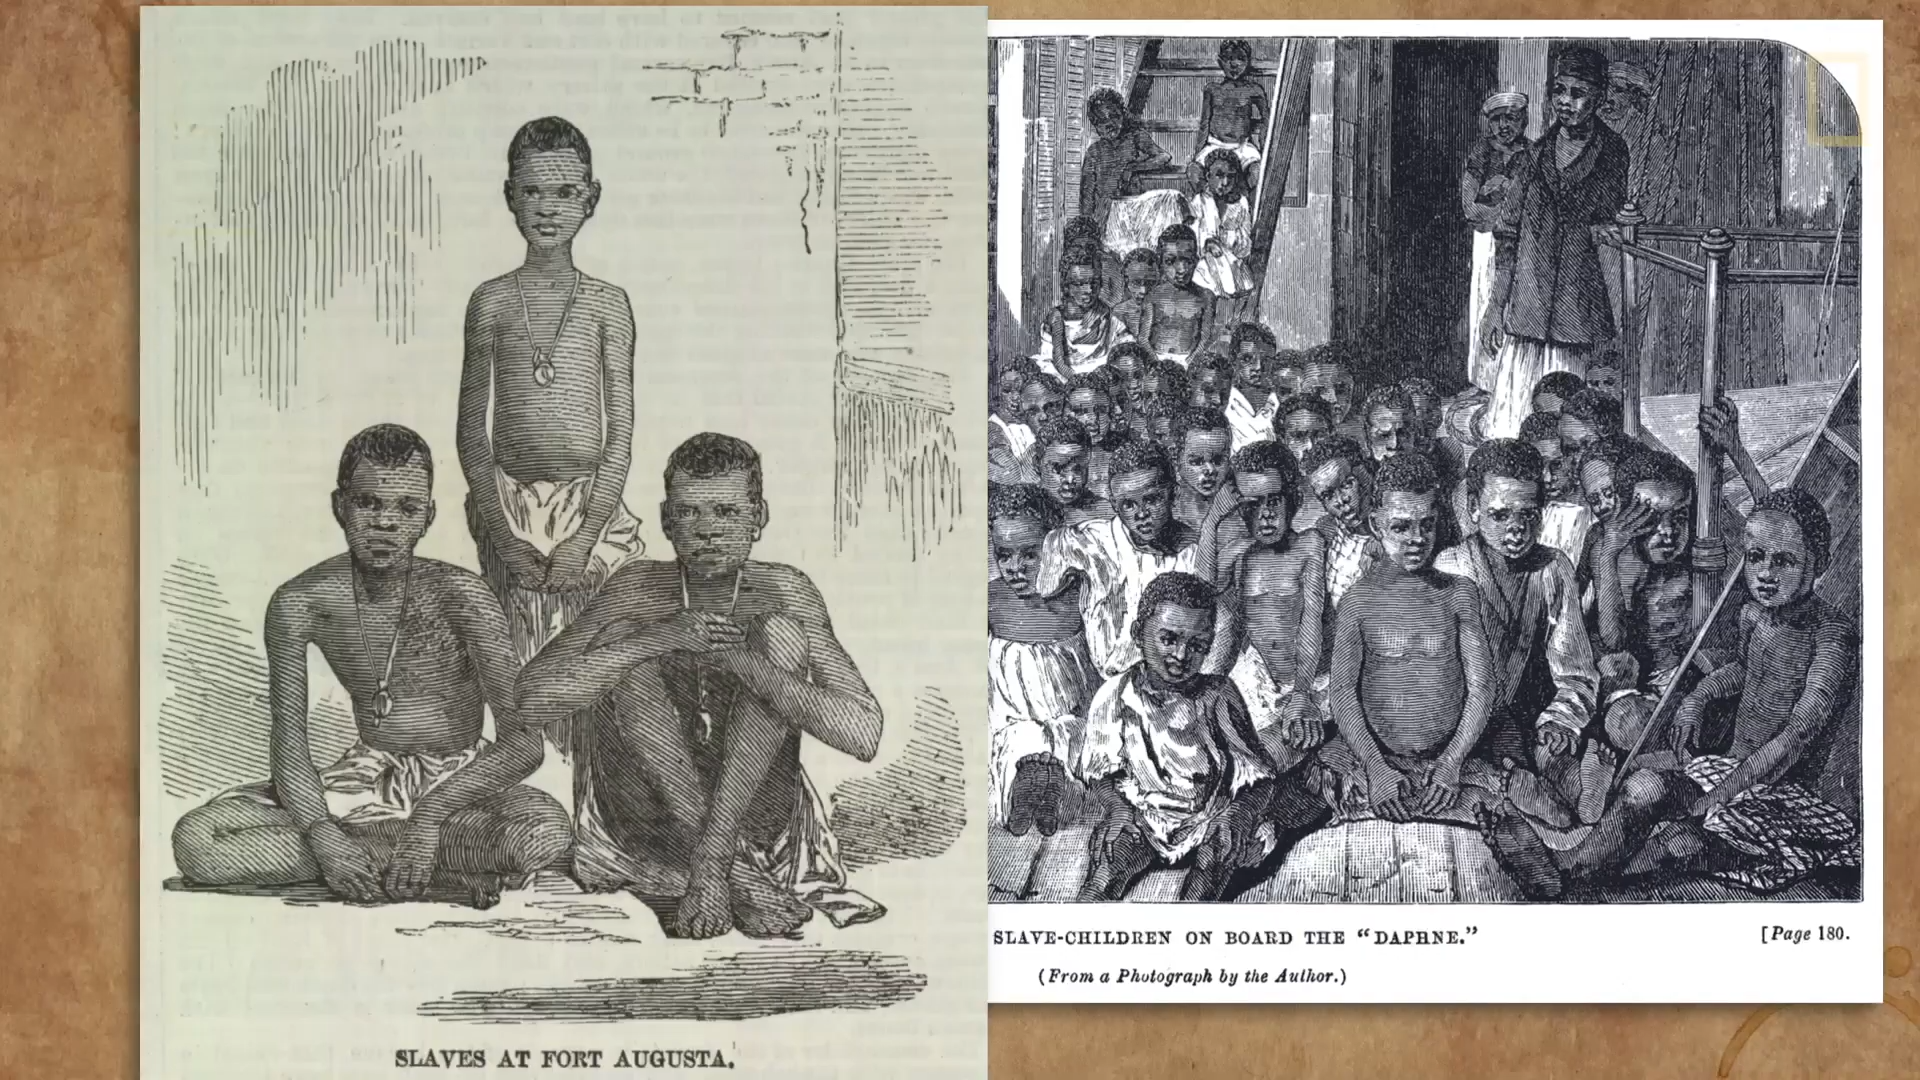 SLAVES AT FORT AUGUSTA.
SLAVE-CHILDREN ON BOARD THE "DAPHNE."
[Page 180.
(From a Photograph by the Author.)